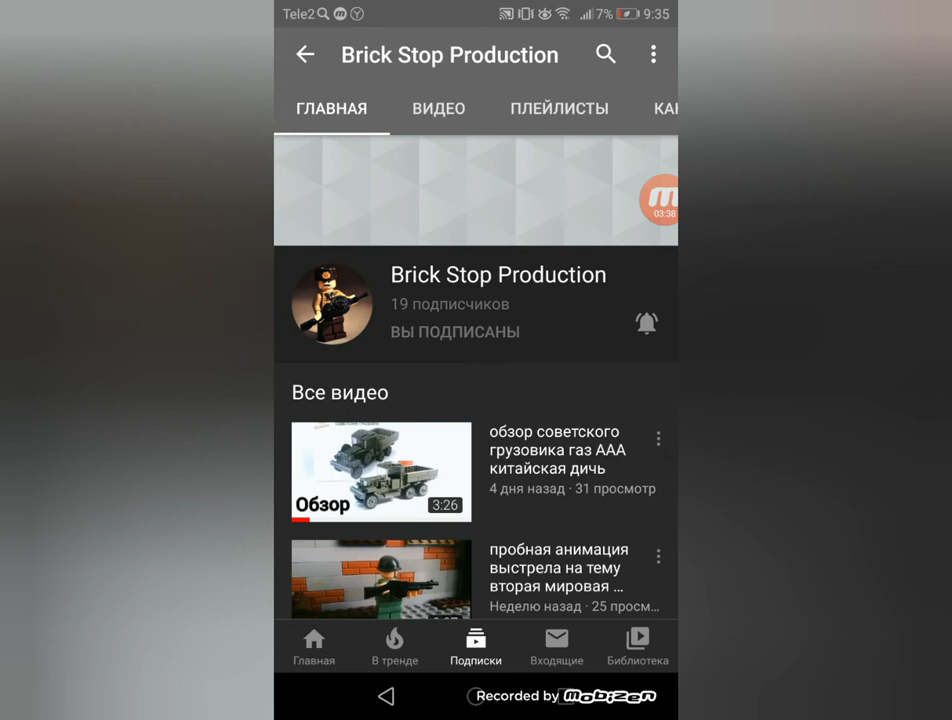 Tele2 7% 9:35
Brick Stop Production
ГЛАВНАЯ ВИДЕО ПЛЕЙЛИСТЫ КАН
03:38
Brick Stop Production
19 подписчиков
ВЫ ПОДПИСАНЫ
Все видео
обзор советского
грузовика газ ААА
китайская дичь
4 дня назад · 31 просмотр
Обзор 3:26
пробная анимация
выстрела на тему
вторая мировая ...
Неделю назад · 25 просм...
Главная В тренде Подписки Входящие Библиотека
Recorded by mobizen